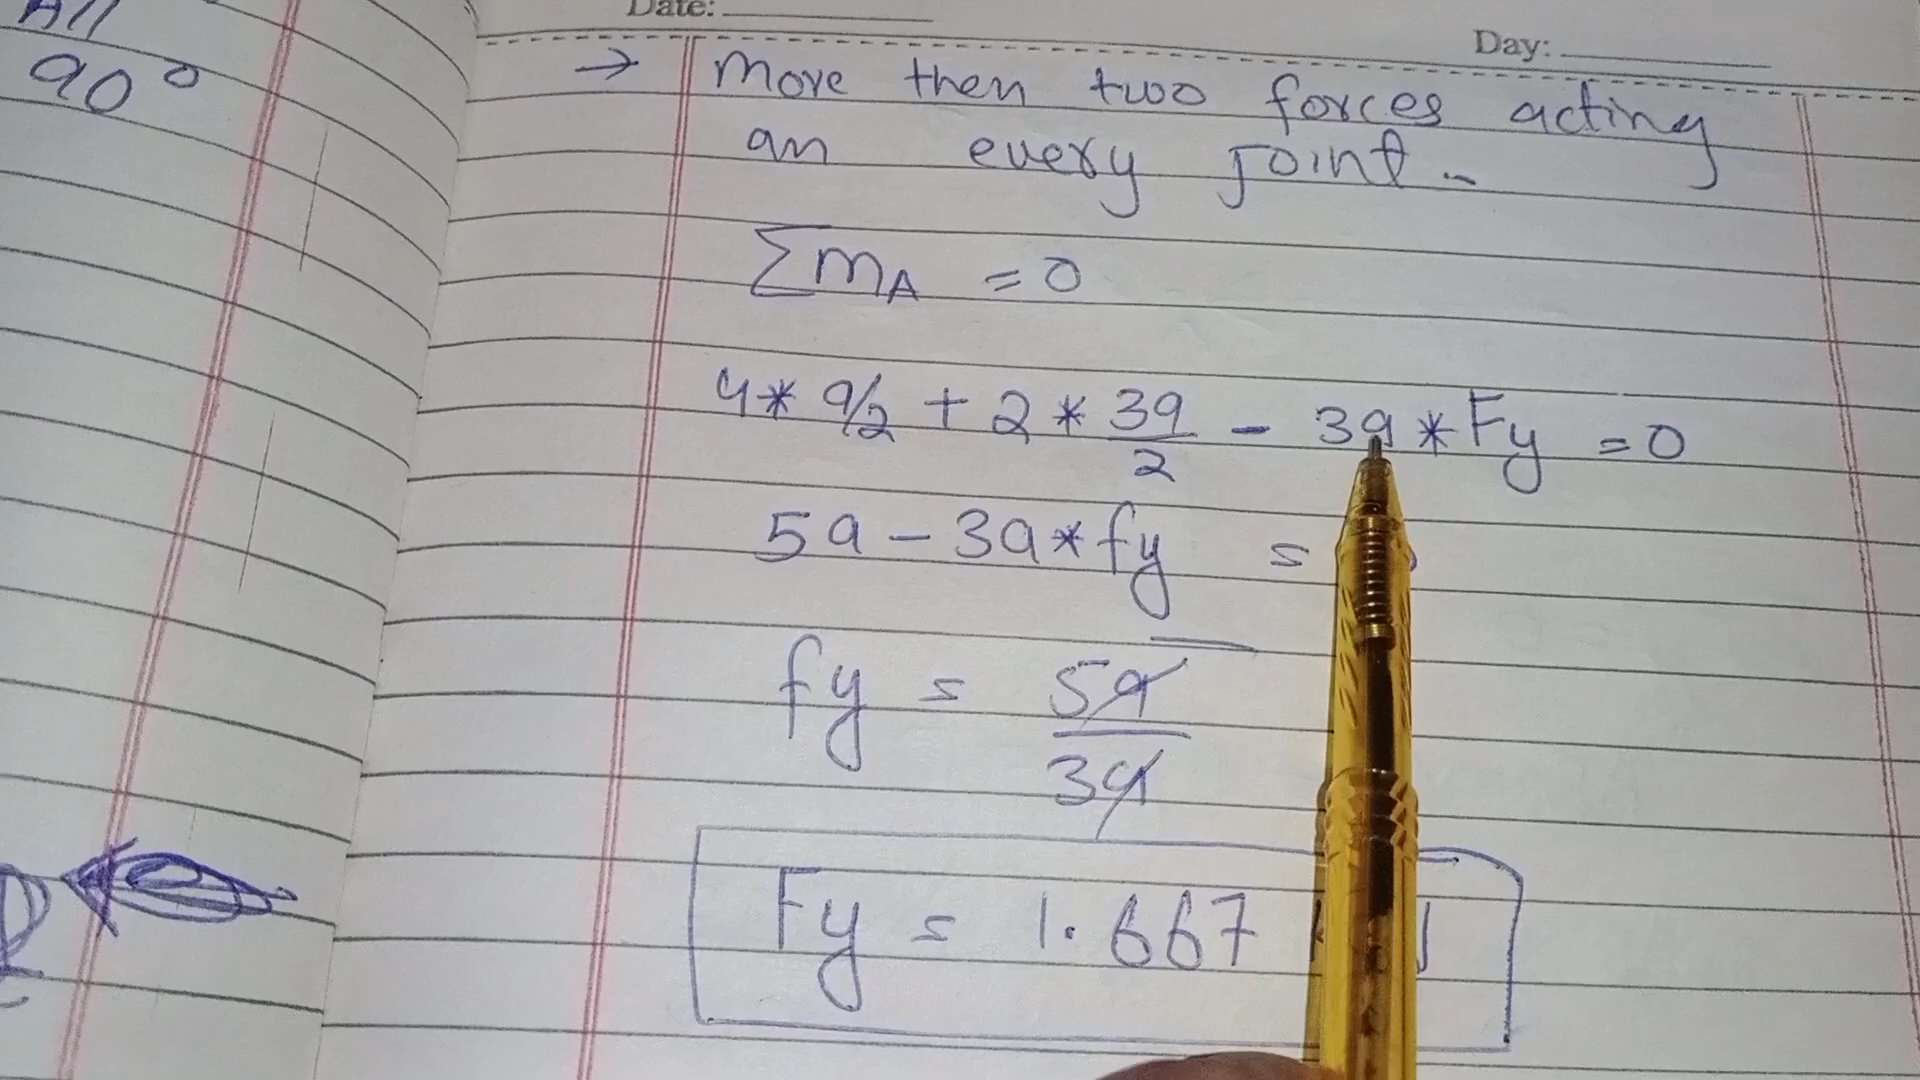 All
90°
Date:
Day:
→ More then two forces acting
an every joint.
ΣMA = 0
4* a/2 + 2 * 3a/2 - 3a * Fy = 0
5a - 3a*fy =
fy = 5a/3a
Fy = 1.667